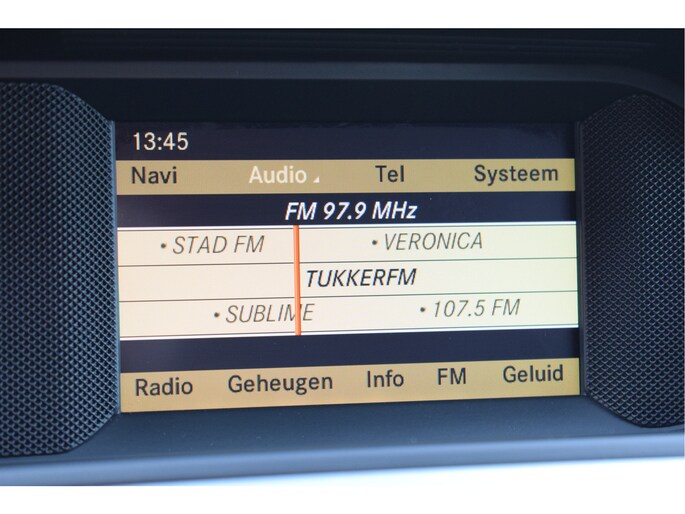 13:45
Navi Audio Tel Systeem
FM 97.9 MHz
• STAD FM • VERONICA
TUKKERFM
• SUBLIME • 107.5 FM
Radio Geheugen Info FM Geluid